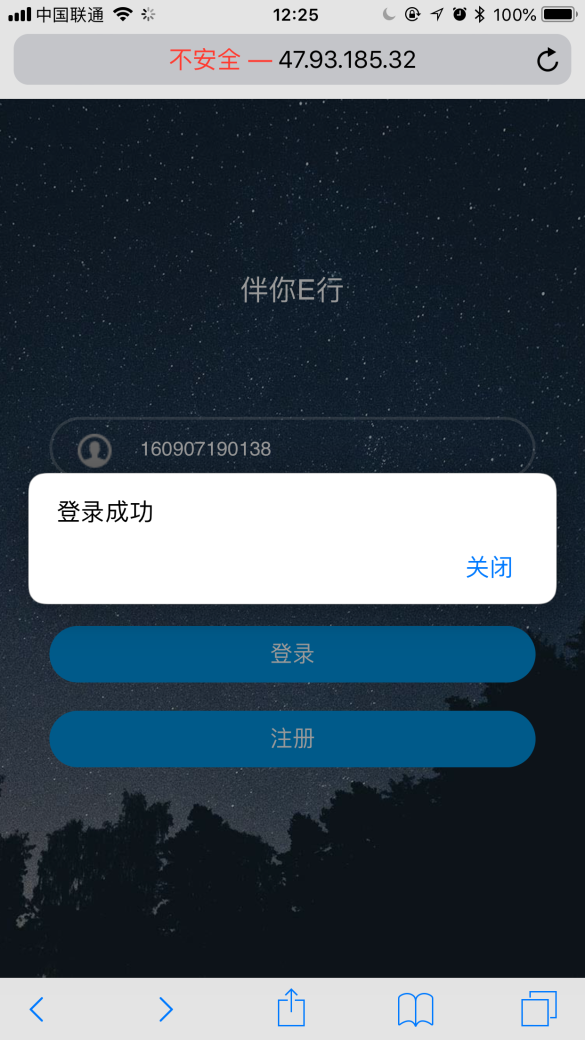 中国联通 12:25 100%
不安全 — 47.93.185.32
伴你E行
160907190138
登录成功
关闭
登录
注册